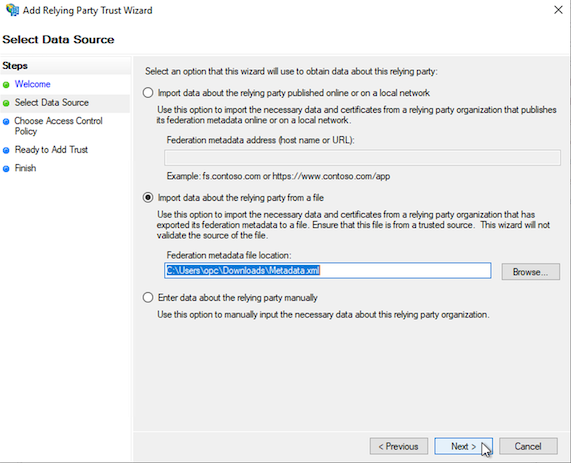 Add Relying Party Trust Wizard
Select Data Source
Steps
Welcome
Select Data Source
Choose Access Control
Policy
Ready to Add Trust
Finish
Select an option that this wizard will use to obtain data about this relying party:
Import data about the relying party published online or on a local network
Use this option to import the necessary data and certificates from a relying party organization that publishes
its federation metadata online or on a local network.
Federation metadata address (host name or URL):
Example: fs.contoso.com or https://www.contoso.com/app
Import data about the relying party from a file
Use this option to import the necessary data and certificates from a relying party organization that has
exported its federation metadata to a file. Ensure that this file is from a trusted source. This wizard will not
validate the source of the file.
Federation metadata file location:
C:\Users\opc\Downloads\Metadata.xml
Browse...
Enter data about the relying party manually
Use this option to manually input the necessary data about this relying party organization.
< Previous
Next >
Cancel